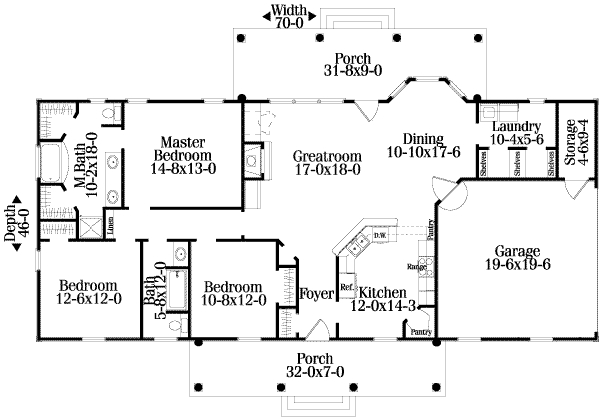 Width
70-0
Porch
31-8x9-0
Laundry
10-4x5-6
Storage
4-6x9-4
M.Bath
10-2x18-0
Master
Bedroom
14-8x13-0
Greatroom
17-0x18-0
Dining
10-10x17-6
Shelves
Shelves
Shelves
Depth
46-0
Linen
Pantry
D.W.
Garage
19-6x19-6
Bedroom
12-6x12-0
Bath
5-8x12-0
Bedroom
10-8x12-0
Foyer
Ref.
Range
Kitchen
12-0x14-3
Pantry
Porch
32-0x7-0